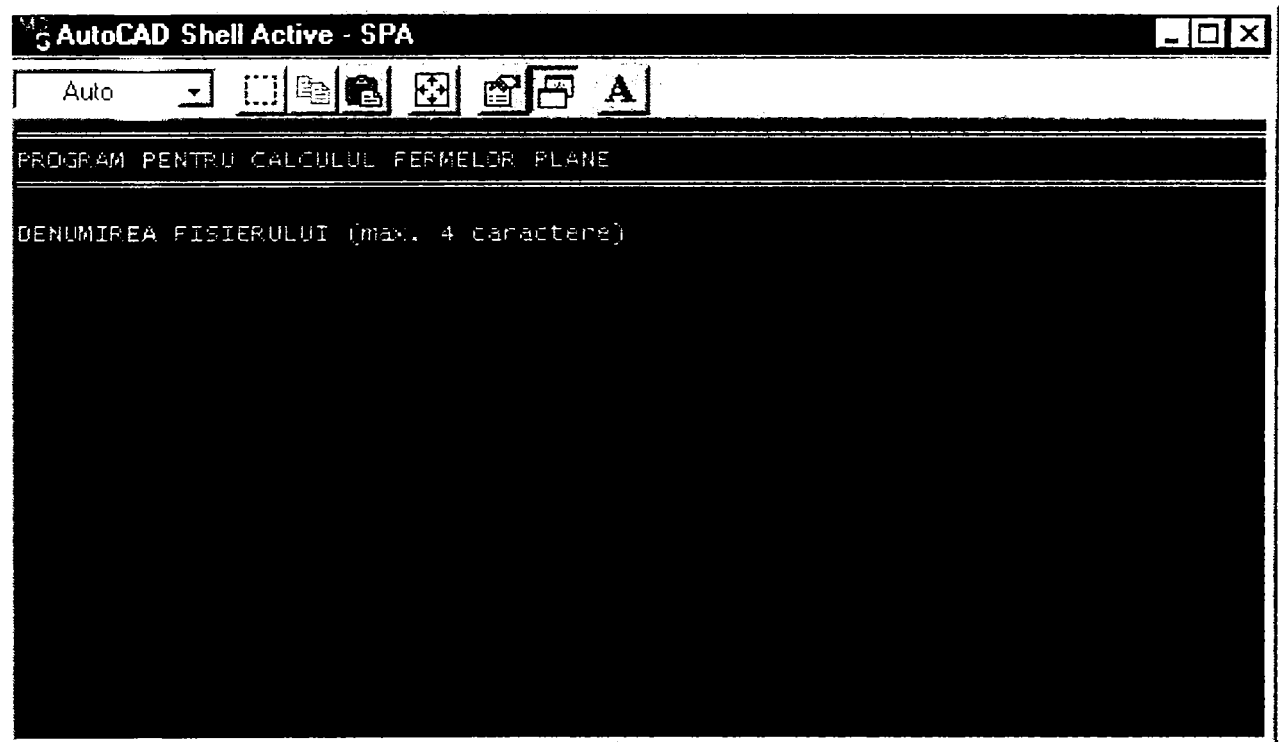 AutoCAD Shell Active - SPA
Auto
A
PROGRAM PENTRU CALCULUL FERMELOR PLANE
DENUMIREA FISIERULUI (max. 4 caractere)